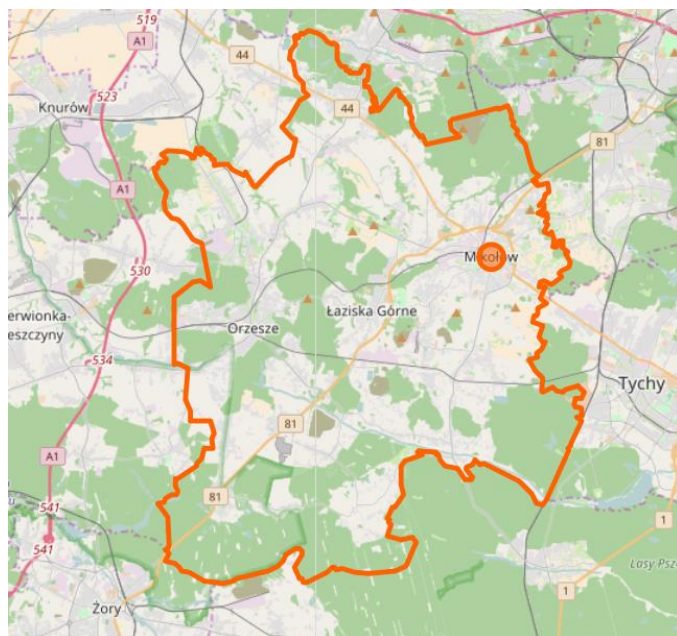 519
A1
44
523
Knurów
44
81
A1
Mikołów
530
erwionka-
eszczyny
Łaziska Górne
Orzesze
534
Tychy
81
A1
81
541
541
1
Lasy Psz
Żory
1